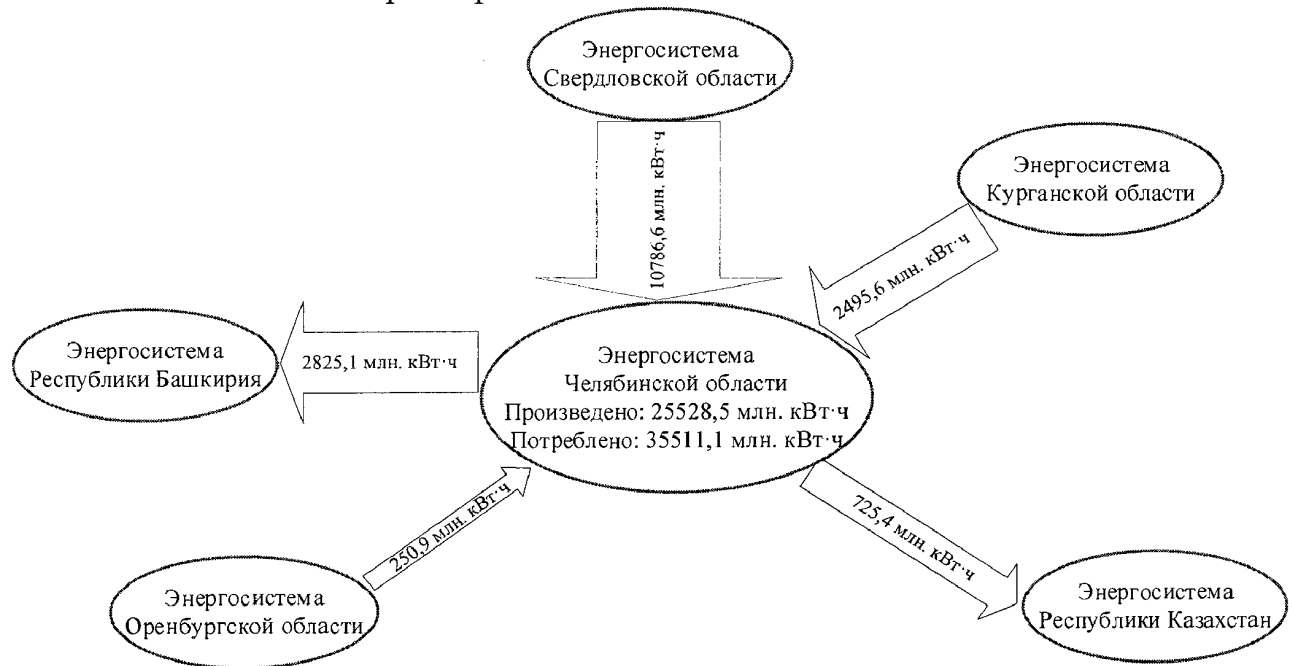 Энергосистема
Свердловской области
10786,6 млн. кВт·ч
Энергосистема
Курганской области
2495,6 млн. кВт·ч
Энергосистема
Республики Башкирия
2825,1 млн. кВт·ч
Энергосистема
Челябинской области
Произведено: 25528,5 млн. кВт·ч
Потреблено: 35511,1 млн. кВт·ч
250,9 млн. кВт·ч
725,4 млн. кВт·ч
Энергосистема
Оренбургской области
Энергосистема
Республики Казахстан